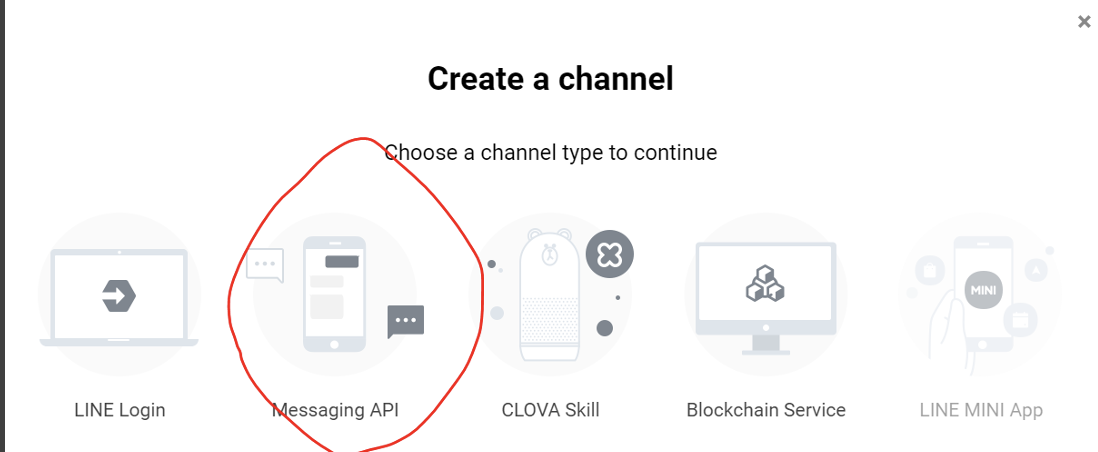 Create a channel
Choose a channel type to continue
MINI
A
LINE Login
Messaging API
CLOVA Skill
Blockchain Service
LINE MINI App